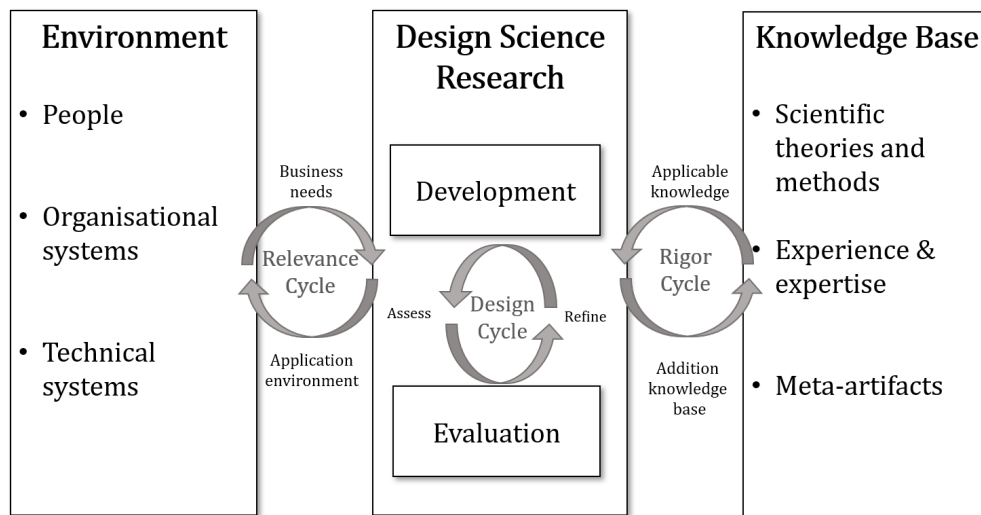 Environment
• People
• Organisational
systems
• Technical
systems
Business
needs
Relevance
Cycle
Application
environment
Design Science
Research
Development
Assess
Design
Cycle
Refine
Evaluation
Applicable
knowledge
Rigor
Cycle
Addition
knowledge
base
Knowledge Base
• Scientific
theories and
methods
• Experience &
expertise
• Meta-artifacts